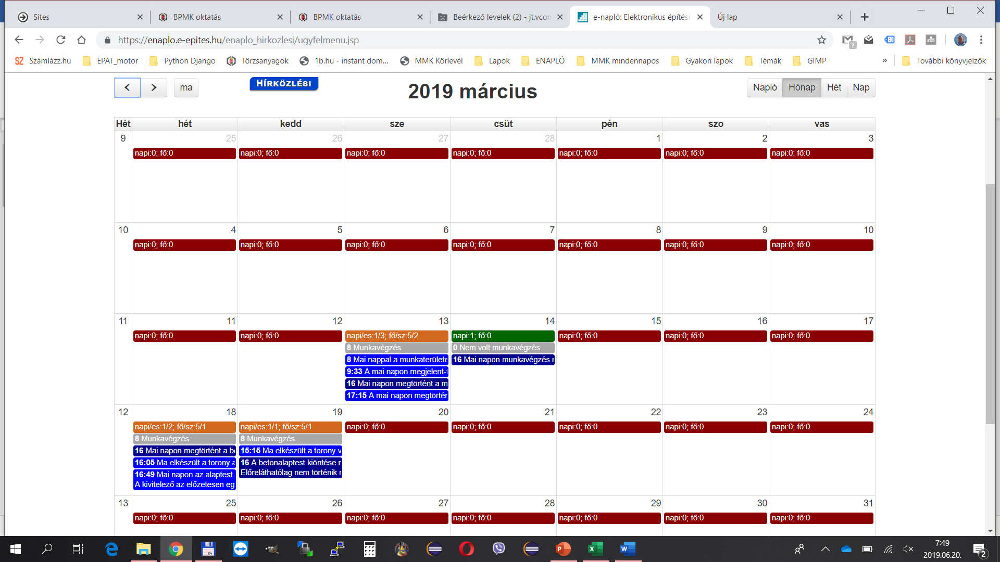 Sites
BPMK oktatás
BPMK oktatás
Beérkező levelek (2) - jt.vcom
e-napló: Elektronikus építési
Új lap
https://enaplo.e-epites.hu/enaplo_hirkozlesi/ugyfelmenu.jsp
SZ Számlázz.hu
EPAT_motor
Python Django
Törzsanyagok
1b.hu - instant dom...
MMK Körlevél
Lapok
ENAPLÓ
MMK mindennapos
Gyakori lapok
Témák
GIMP
»
További könyvjelzők
ma
HÍRKÖZLÉSI
2019 március
Napló Hónap Hét Nap
Hét hét kedd sze csüt pén szo vas
9 25 26 27 28 1 2 3
napi:0; fő:0 napi:0; fő:0 napi:0; fő:0 napi:0; fő:0 napi:0; fő:0 napi:0; fő:0 napi:0; fő:0
10 4 5 6 7 8 9 10
napi:0; fő:0 napi:0; fő:0 napi:0; fő:0 napi:0; fő:0 napi:0; fő:0 napi:0; fő:0 napi:0; fő:0
11 11 12 13 14 15 16 17
napi:0; fő:0 napi:0; fő:0 napi/es:1/3; fő/sz:5/2 napi:1; fő:0 napi:0; fő:0 napi:0; fő:0 napi:0; fő:0
8 Munkavégzés 0 Nem volt munkavégzés
8 Mai nappal a munkaterülete 16 Mai napon munkavégzés
9:33 A mai napon megjelent-
16 Mai napon megtörtént a m
17:15 A mai napon megtörtér
12 18 19 20 21 22 23 24
napi/es:1/2; fő/sz:5/1 napi/es:1/1; fő/sz:5/1 napi:0; fő:0 napi:0; fő:0 napi:0; fő:0 napi:0; fő:0 napi:0; fő:0
8 Munkavégzés 8 Munkavégzés
16 Mai napon megtörtént a be 15:15 Ma elkészült a torony v
16:05 Ma elkészült a torony a 16 A betonalaptest kiöntése
16:49 Mai napon az alaptest Előreláthatólag nem történik
A kivitelező az előzetesen eg
13 25 26 27 28 29 30 31
napi:0; fő:0 napi:0; fő:0 napi:0; fő:0 napi:0; fő:0 napi:0; fő:0 napi:0; fő:0 napi:0; fő:0
7:49
2019.06.20.
2